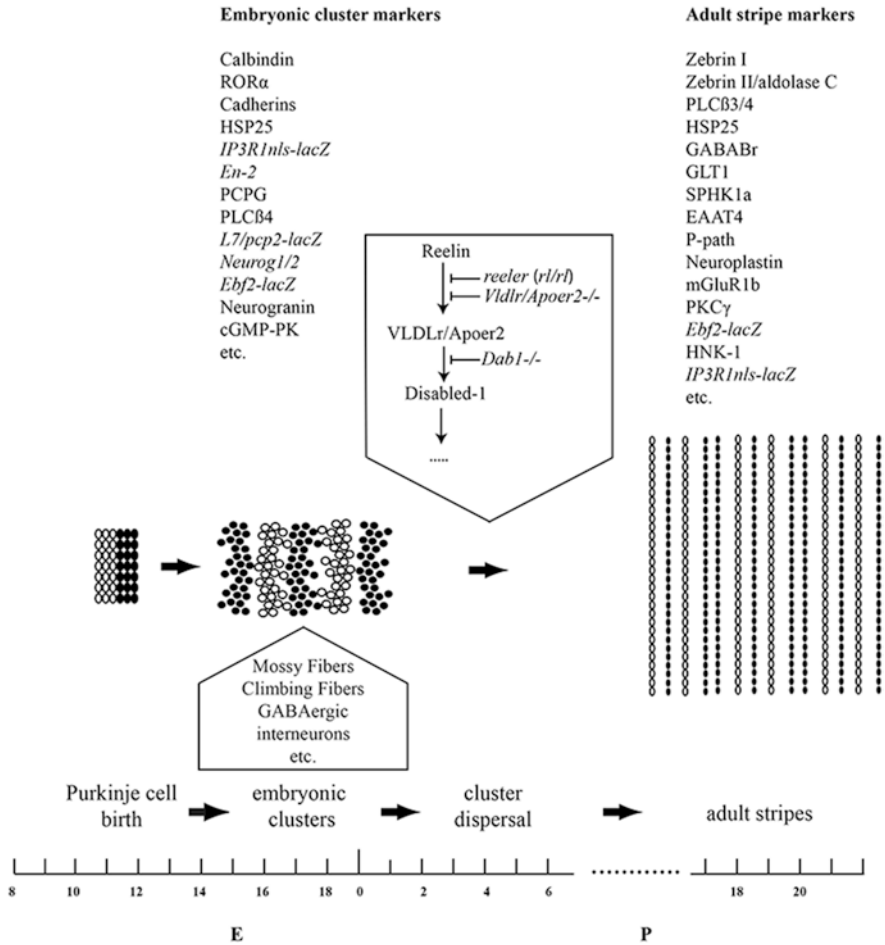 Embryonic cluster markers
Calbindin
RORα
Cadherins
HSP25
IP3R1nls-lacZ
En-2
PCPG
PLCß4
L7/pcp2-lacZ
Neurog1/2
Ebf2-lacZ
Neurogranin
cGMP-PK
etc.
Adult stripe markers
Zebrin I
Zebrin II/aldolase C
PLCß3/4
HSP25
GABABr
GLT1
SPHK1a
EAAT4
P-path
Neuroplastin
mGluR1b
PKCγ
Ebf2-lacZ
HNK-1
IP3R1nls-lacZ
etc.
Reelin
reeler (rl/rl)
Vldlr/Apoer2-/-
VLDLr/Apoer2
Dab1-/-
Disabled-1
.....
Mossy Fibers
Climbing Fibers
GABAergic
interneurons
etc.
Purkinje cell
birth
embryonic
clusters
cluster
dispersal
adult stripes
8 10 12 14 16 18 0 2 4 6 18 20
E P